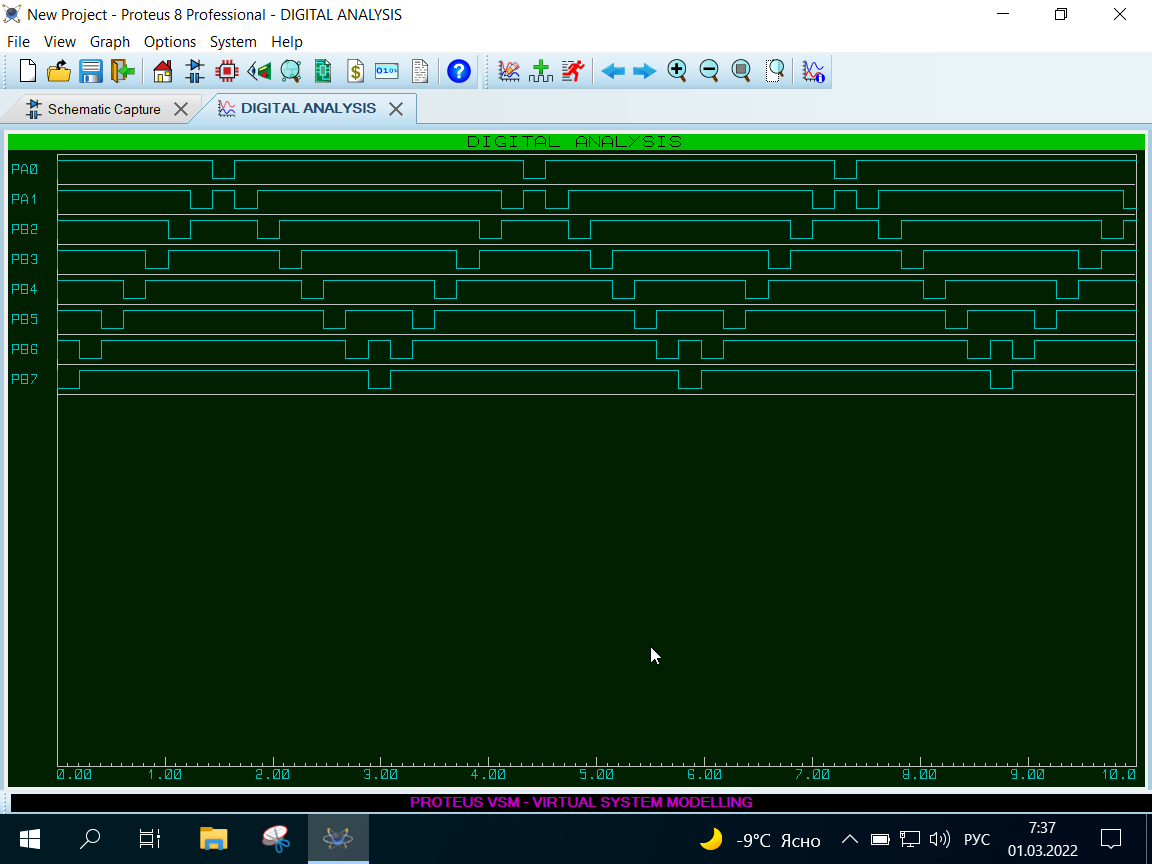 New Project - Proteus 8 Professional - DIGITAL ANALYSIS
File View Graph Options System Help
Schematic Capture DIGITAL ANALYSIS
DIGITAL ANALYSIS
PA0
PA1
PB2
PB3
PB4
PB5
PB6
PB7
0.00 1.00 2.00 3.00 4.00 5.00 6.00 7.00 8.00 9.00 10.0
PROTEUS VSM - VIRTUAL SYSTEM MODELLING
-9°C Ясно РУС 7:37
01.03.2022